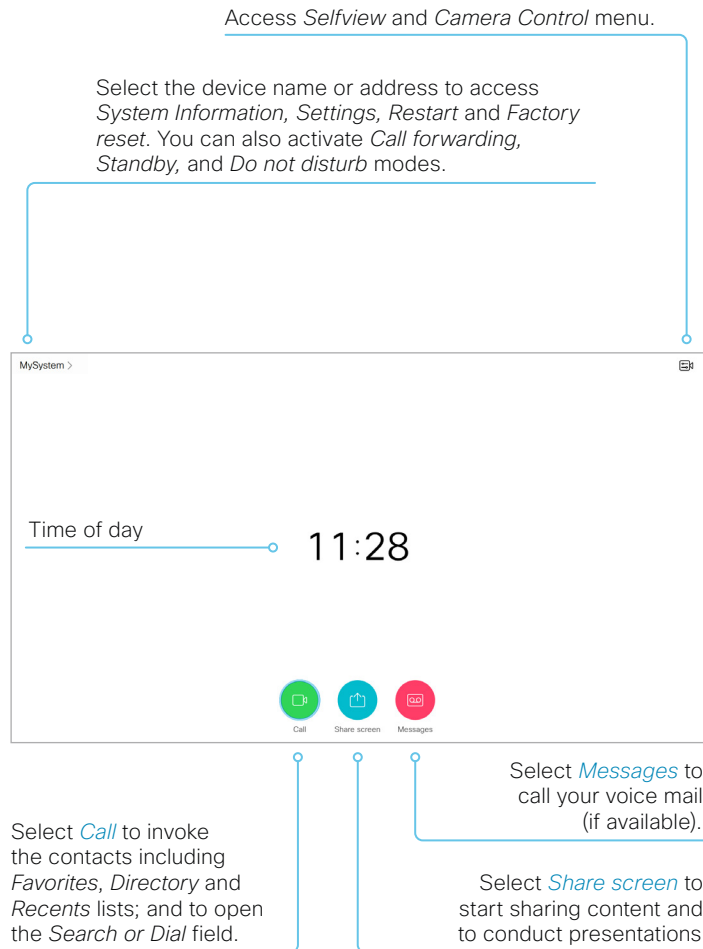 Access Selfview and Camera Control menu.
Select the device name or address to access
System Information, Settings, Restart and Factory
reset. You can also activate Call forwarding,
Standby, and Do not disturb modes.
MySystem >
Time of day
11:28
Call
Share screen
Messages
Select Messages to
call your voice mail
(if available).
Select Call to invoke
the contacts including
Favorites, Directory and
Recents lists; and to open
the Search or Dial field.
Select Share screen to
start sharing content and
to conduct presentations